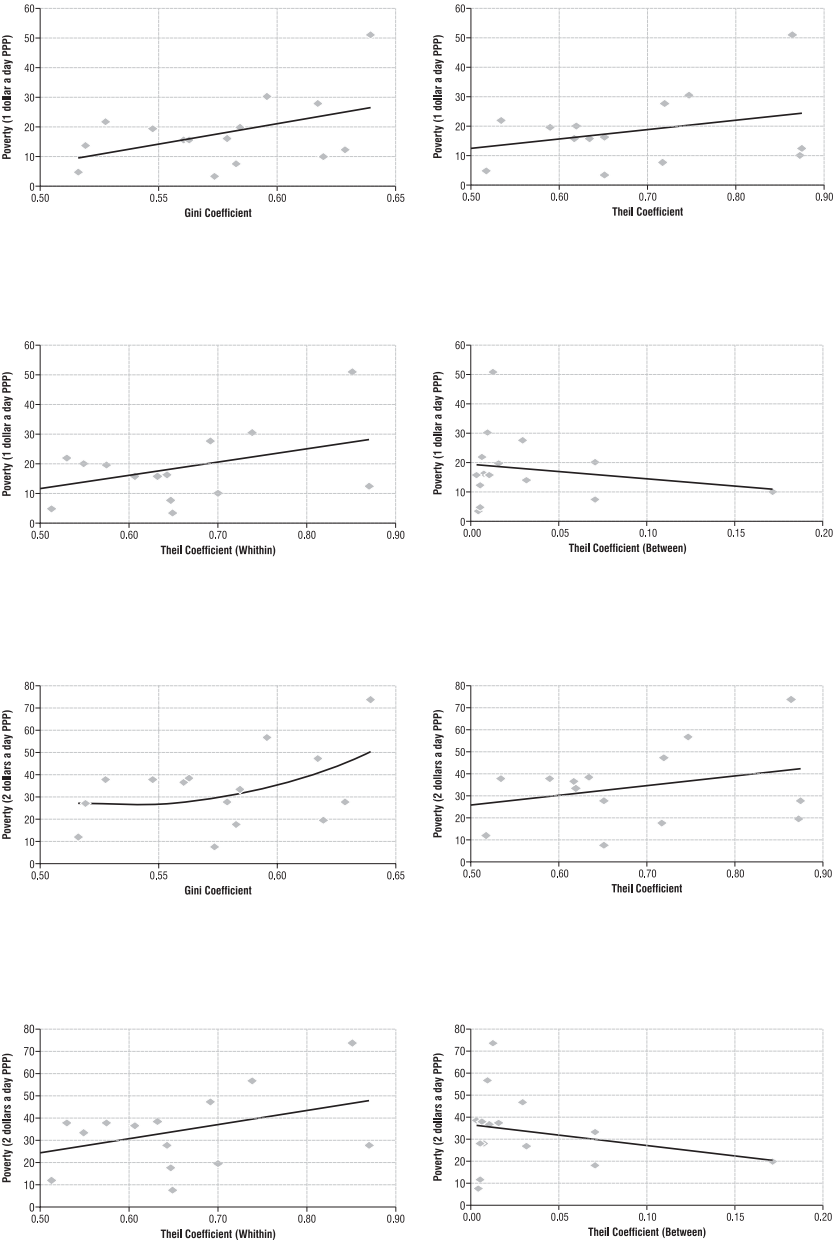 60
50
40
30
20
10
0
0.50 0.55 0.60 0.65
Poverty (1 dollar a day PPP)
Gini Coefficient
60
50
40
30
20
10
0
0.50 0.60 0.70 0.80 0.90
Poverty (1 dollar a day PPP)
Theil Coefficient
60
50
40
30
20
10
0
0.50 0.60 0.70 0.80 0.90
Poverty (1 dollar a day PPP)
Theil Coefficient (Whithin)
60
50
40
30
20
10
0
0.00 0.05 0.10 0.15 0.20
Poverty (1 dollar a day PPP)
Theil Coefficient (Between)
80
70
60
50
40
30
20
10
0
0.50 0.55 0.60 0.65
Poverty (2 dollars a day PPP)
Gini Coefficient
80
70
60
50
40
30
20
10
0
0.50 0.60 0.70 0.80 0.90
Poverty (2 dollars a day PPP)
Theil Coefficient
80
70
60
50
40
30
20
10
0
0.50 0.60 0.70 0.80 0.90
Poverty (2 dollars a day PPP)
Theil Coefficient (Whithin)
80
70
60
50
40
30
20
10
0
0.00 0.05 0.10 0.15 0.20
Poverty (2 dollars a day PPP)
Theil Coefficient (Between)